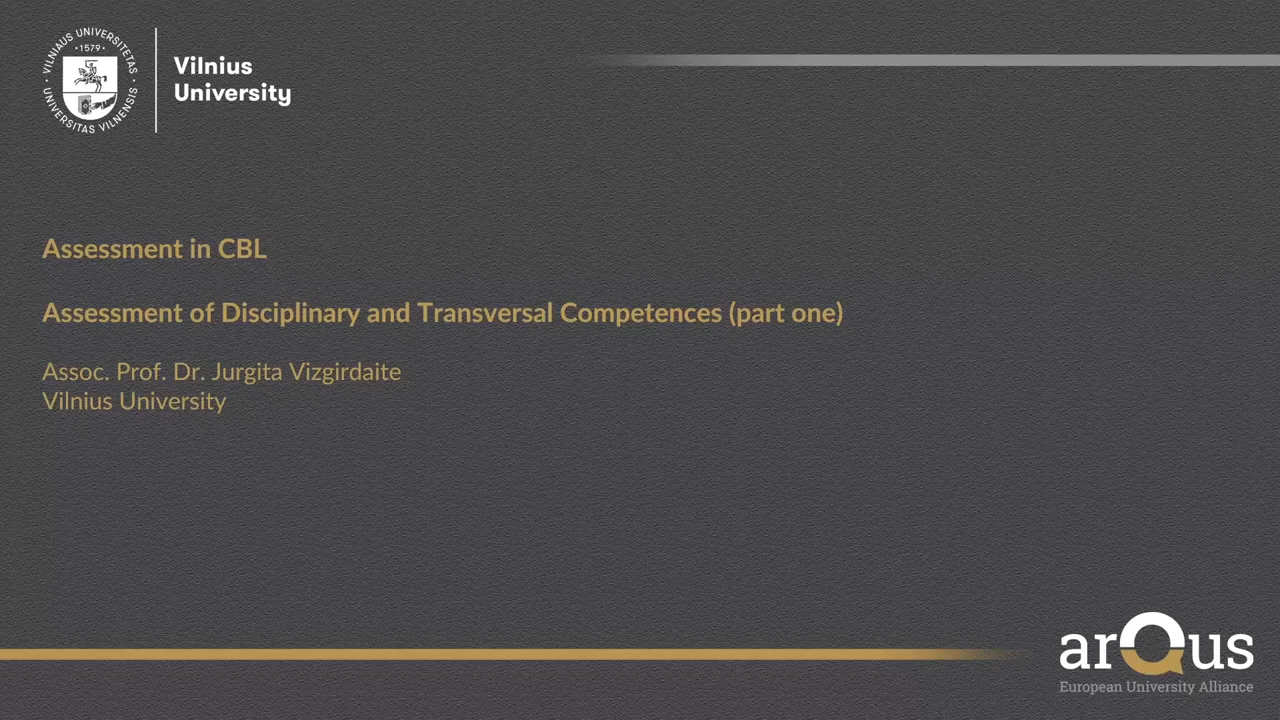 VILNIAUS UNIVERSITETAS
· 1579 ·
UNIVERSITAS VILNENSIS
Vilnius
University
Assessment in CBL
Assessment of Disciplinary and Transversal Competences (part one)
Assoc. Prof. Dr. Jurgita Vizgirdaite
Vilnius University
arQus
European University Alliance